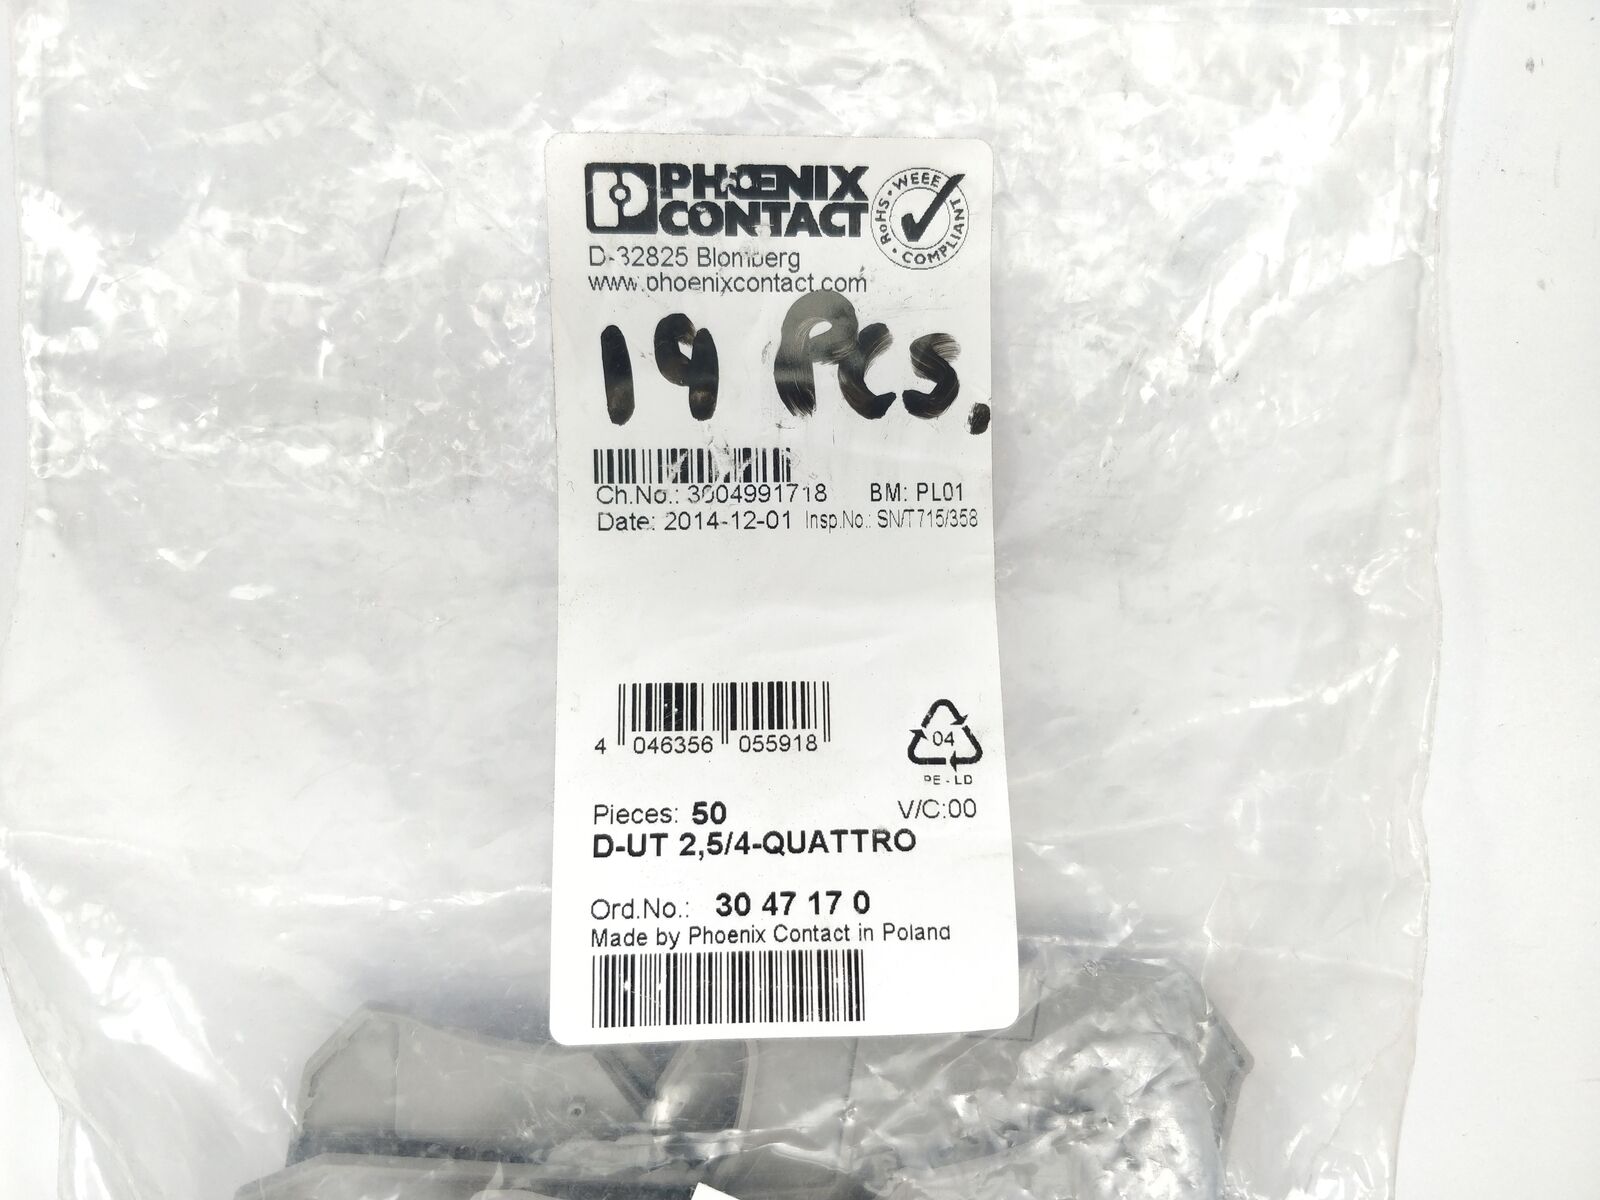 PHOENIX
CONTACT
RoHS • WEEE • COMPLIANT
D-32825 Blomberg
www.phoenixcontact.com
19 Pcs.
Ch.No.: 3004991718 BM: PL01
Date: 2014-12-01 Insp.No.: SN/T715/358
4 046356 055918
04
PE-LD
Pieces: 50 V/C:00
D-UT 2,5/4-QUATTRO
Ord.No.: 30 47 17 0
Made by Phoenix Contact in Poland